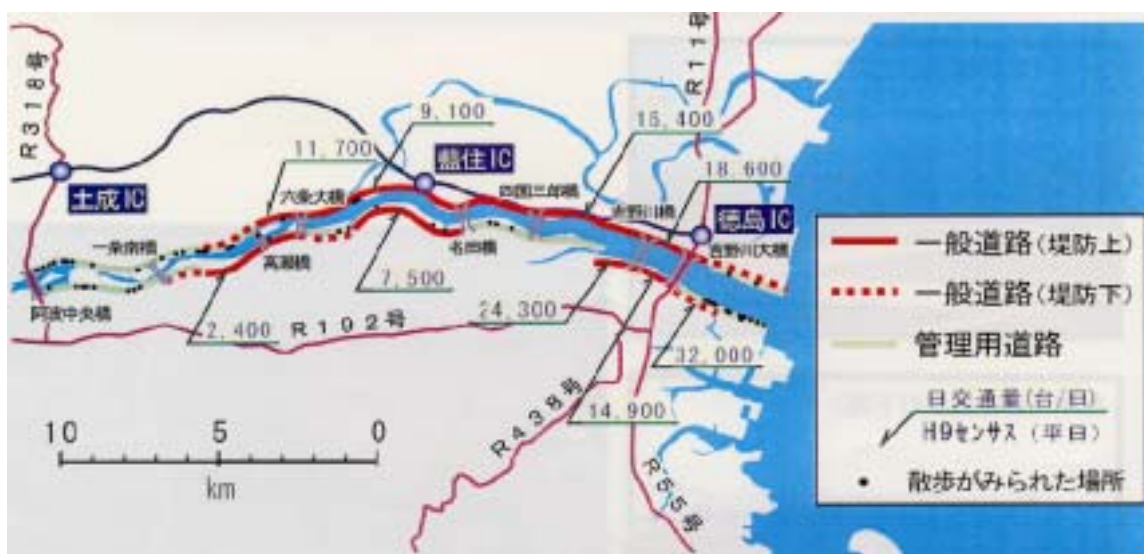 R318号
R11号
9,100
15,400
11,700
18,600
藍住IC
土成IC
六条大橋
四国三郎橋
吉野川橋
徳島IC
一条南橋
高瀬橋
名田橋
吉野川大橋
阿波中央橋
7,500
2,400
R102号
24,300
32,000
14,900
R438号
R55号
10 5 0
km
一般道路(堤防上)
一般道路(堤防下)
管理用道路
日交通量(台/日)
H9センサス(平日)
散歩がみられた場所